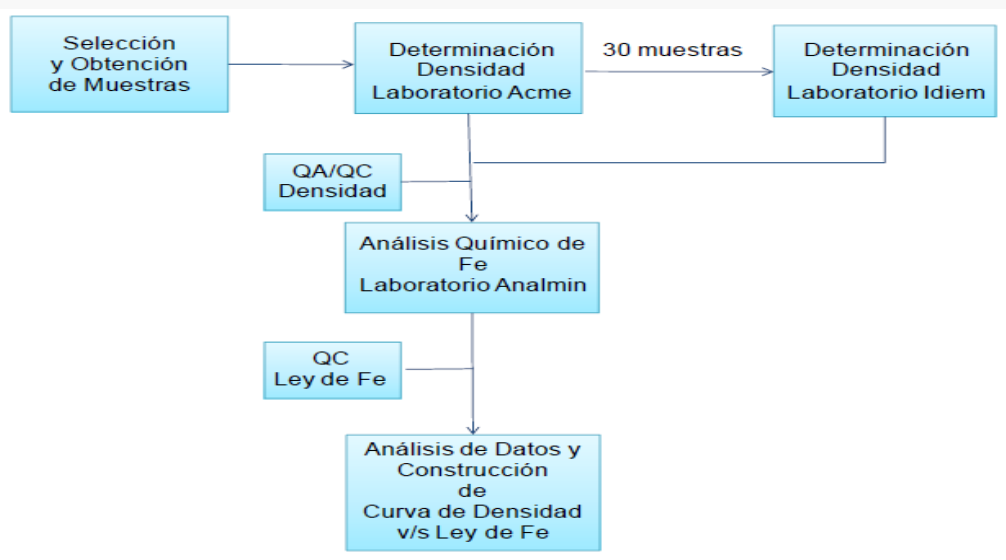 Selección
y Obtención
de Muestras
Determinación
Densidad
Laboratorio Acme
30 muestras
Determinación
Densidad
Laboratorio Idiem
QA/QC
Densidad
Análisis Químico de
Fe
Laboratorio Analmin
QC
Ley de Fe
Análisis de Datos y
Construcción
de
Curva de Densidad
v/s Ley de Fe